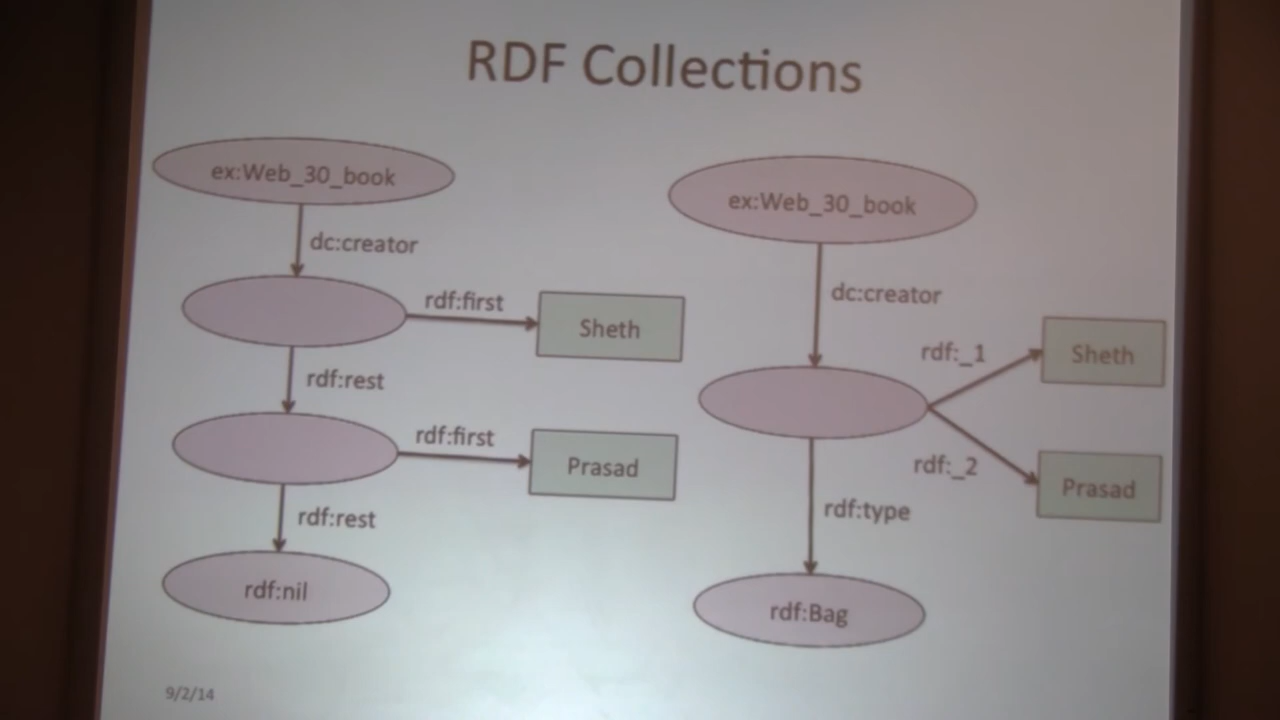 RDF Collections
ex:Web_30_book
dc:creator
rdf:first
Sheth
rdf:rest
rdf:first
Prasad
rdf:rest
rdf:nil
ex:Web_30_book
dc:creator
rdf:_1
Sheth
rdf:_2
Prasad
rdf:type
rdf:Bag
9/2/14